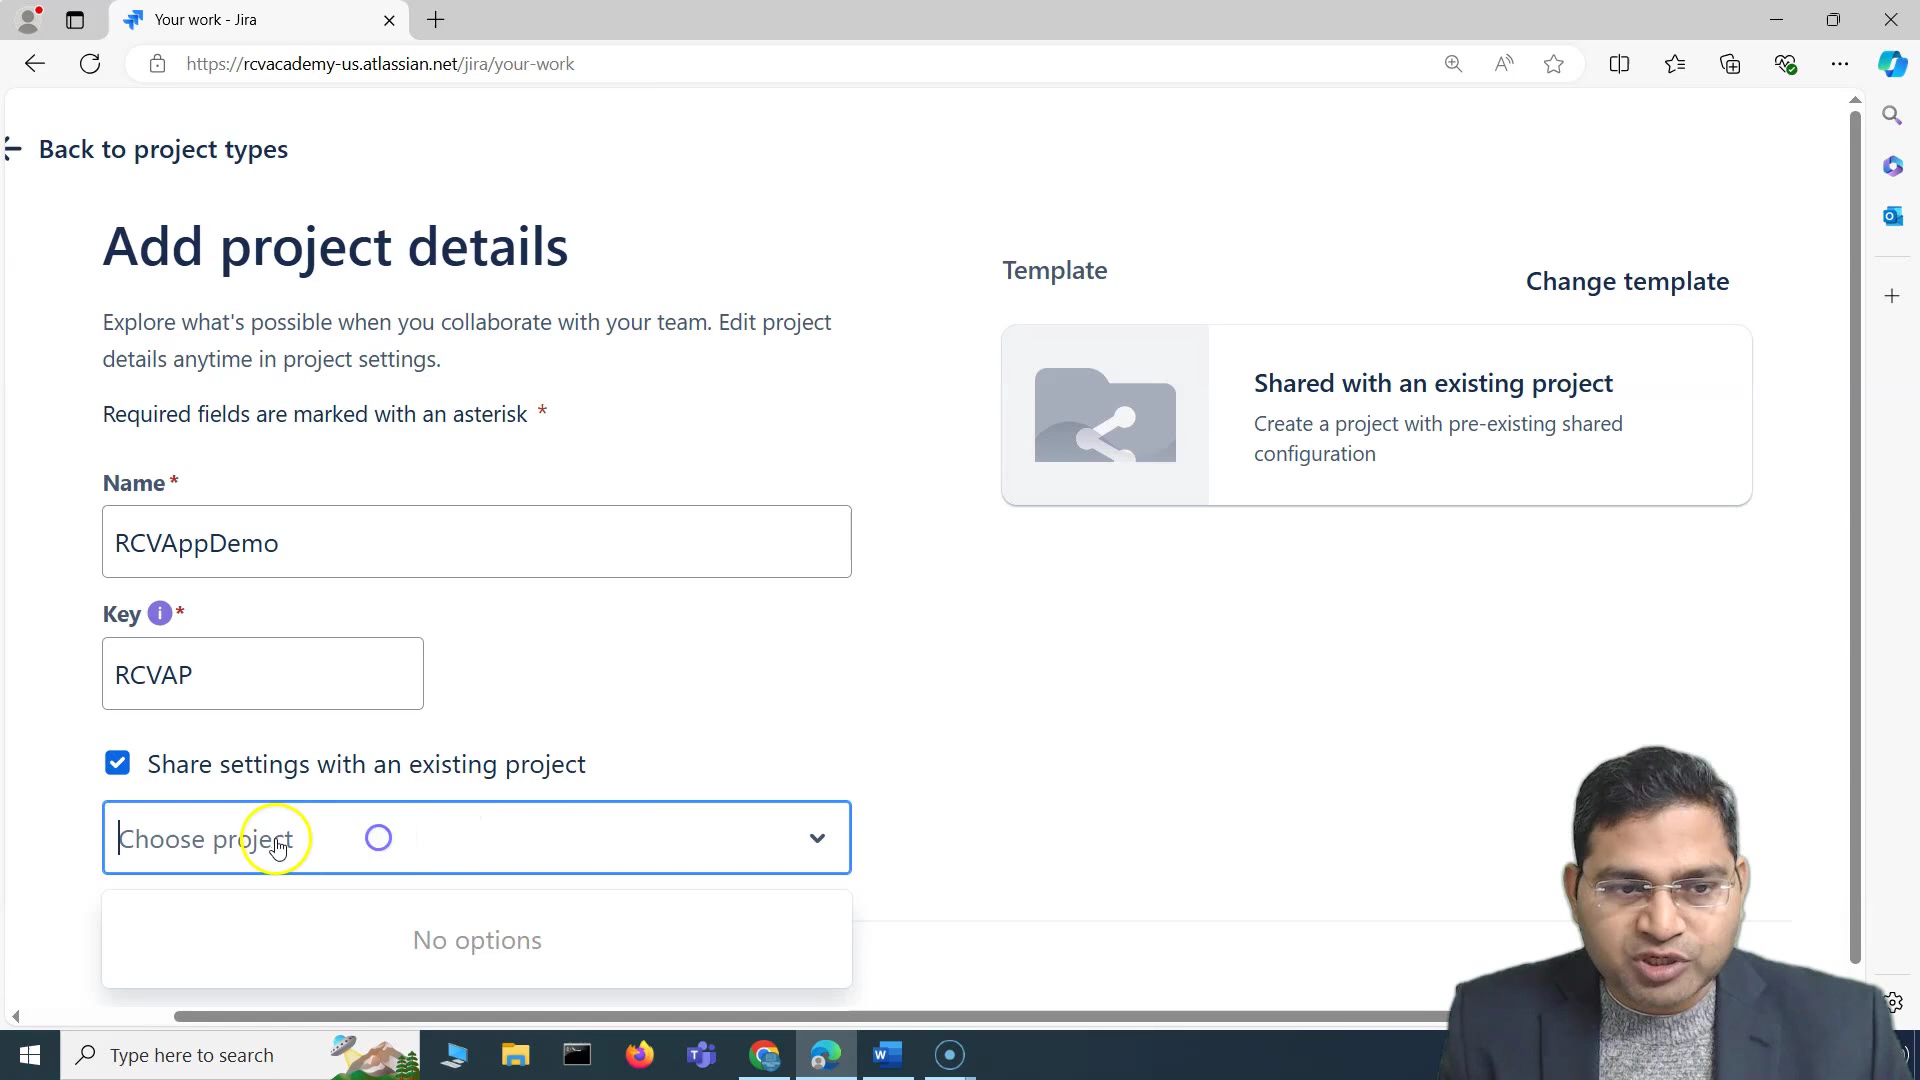 Your work - Jira
https://rcvacademy-us.atlassian.net/jira/your-work
Back to project types
Add project details
Explore what's possible when you collaborate with your team. Edit project
details anytime in project settings.
Required fields are marked with an asterisk *
Name *
RCVAppDemo
Key i *
RCVAP
Share settings with an existing project
Choose project
No options
Template
Change template
Shared with an existing project
Create a project with pre-existing shared
configuration
Type here to search